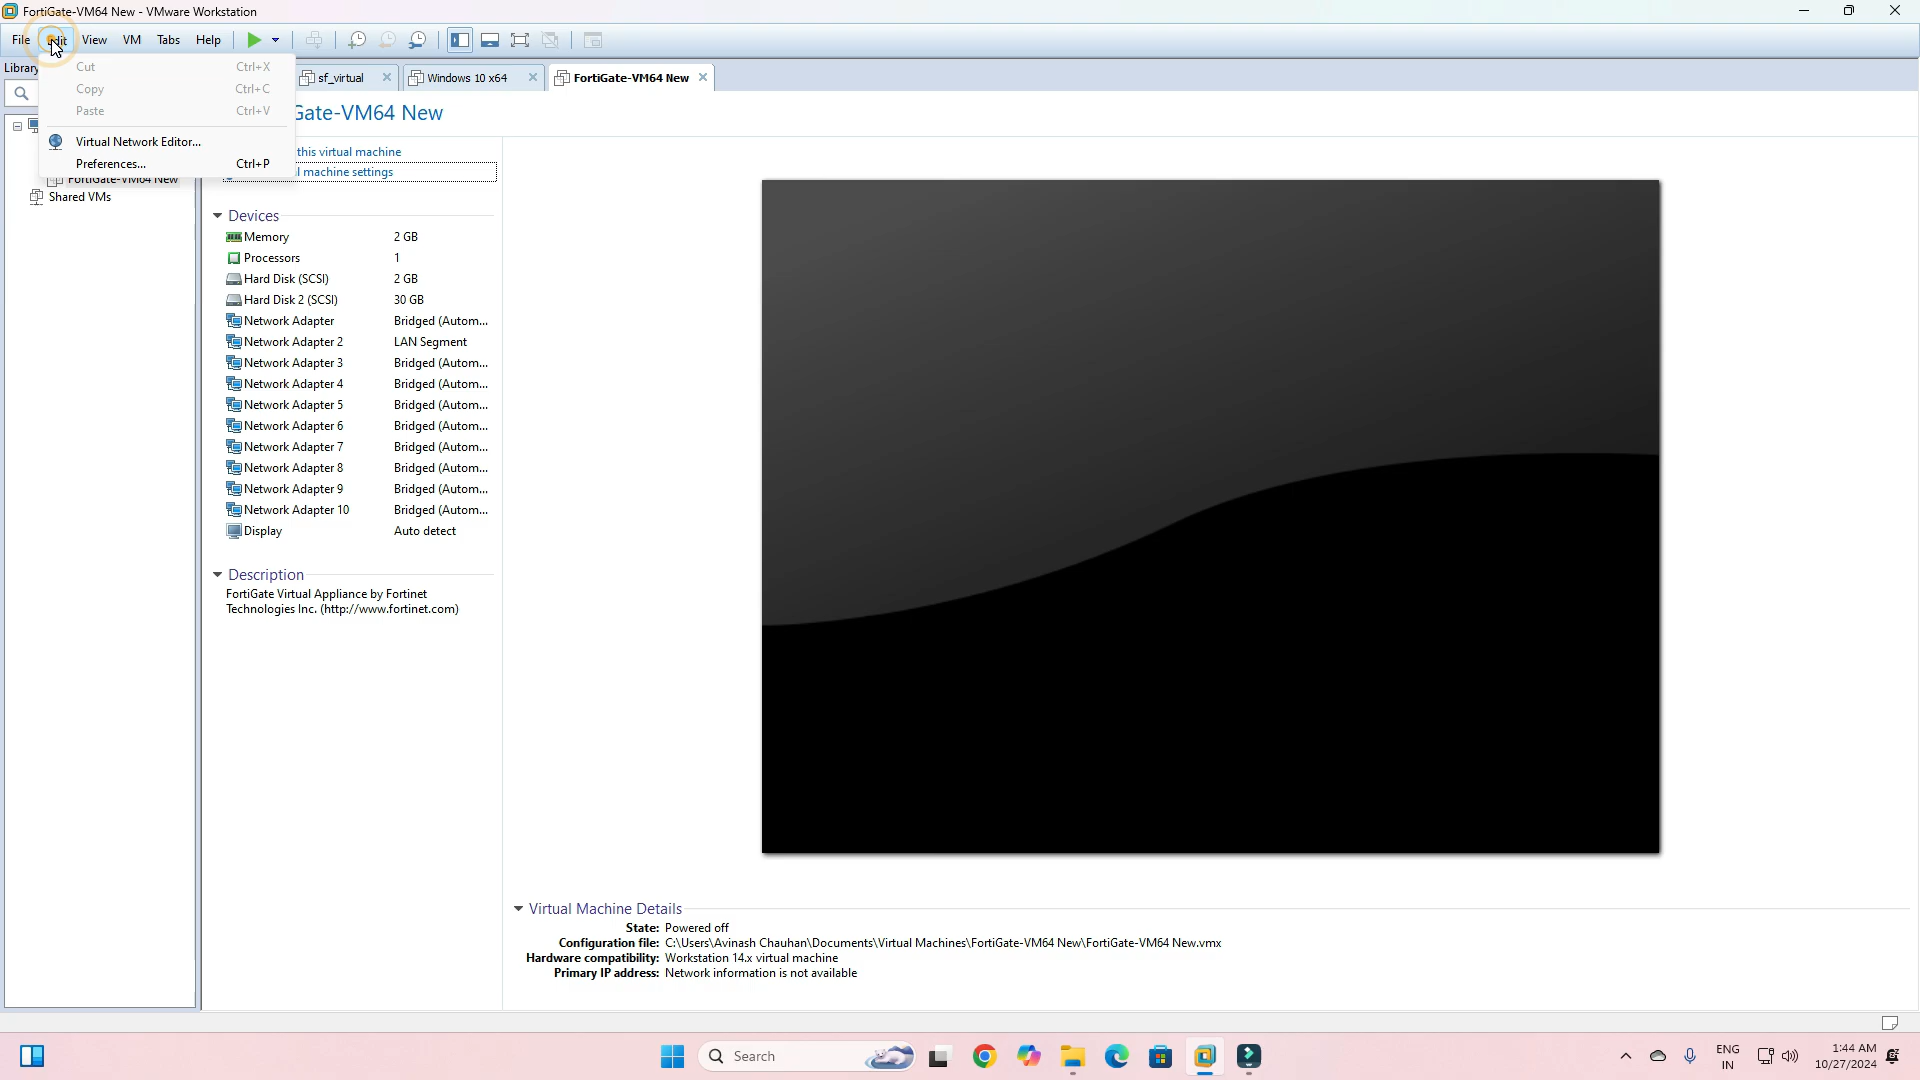 FortiGate-VM64 New - VMware Workstation
File Edit View VM Tabs Help
Library
Cut Ctrl+X
Copy Ctrl+C
Paste Ctrl+V
Virtual Network Editor...
Preferences... Ctrl+P
FortiGate-VM64 New
Shared VMs
sf_virtual
Windows 10 x64
FortiGate-VM64 New
Gate-VM64 New
this virtual machine
machine settings
Devices
Memory 2 GB
Processors 1
Hard Disk (SCSI) 2 GB
Hard Disk 2 (SCSI) 30 GB
Network Adapter Bridged (Autom...
Network Adapter 2 LAN Segment
Network Adapter 3 Bridged (Autom...
Network Adapter 4 Bridged (Autom...
Network Adapter 5 Bridged (Autom...
Network Adapter 6 Bridged (Autom...
Network Adapter 7 Bridged (Autom...
Network Adapter 8 Bridged (Autom...
Network Adapter 9 Bridged (Autom...
Network Adapter 10 Bridged (Autom...
Display Auto detect
Description
FortiGate Virtual Appliance by Fortinet
Technologies Inc. (http://www.fortinet.com)
Virtual Machine Details
State: Powered off
Configuration file: C:\Users\Avinash Chauhan\Documents\Virtual Machines\FortiGate-VM64 New\FortiGate-VM64 New.vmx
Hardware compatibility: Workstation 14.x virtual machine
Primary IP address: Network information is not available
Search
ENG
IN
1:44 AM
10/27/2024